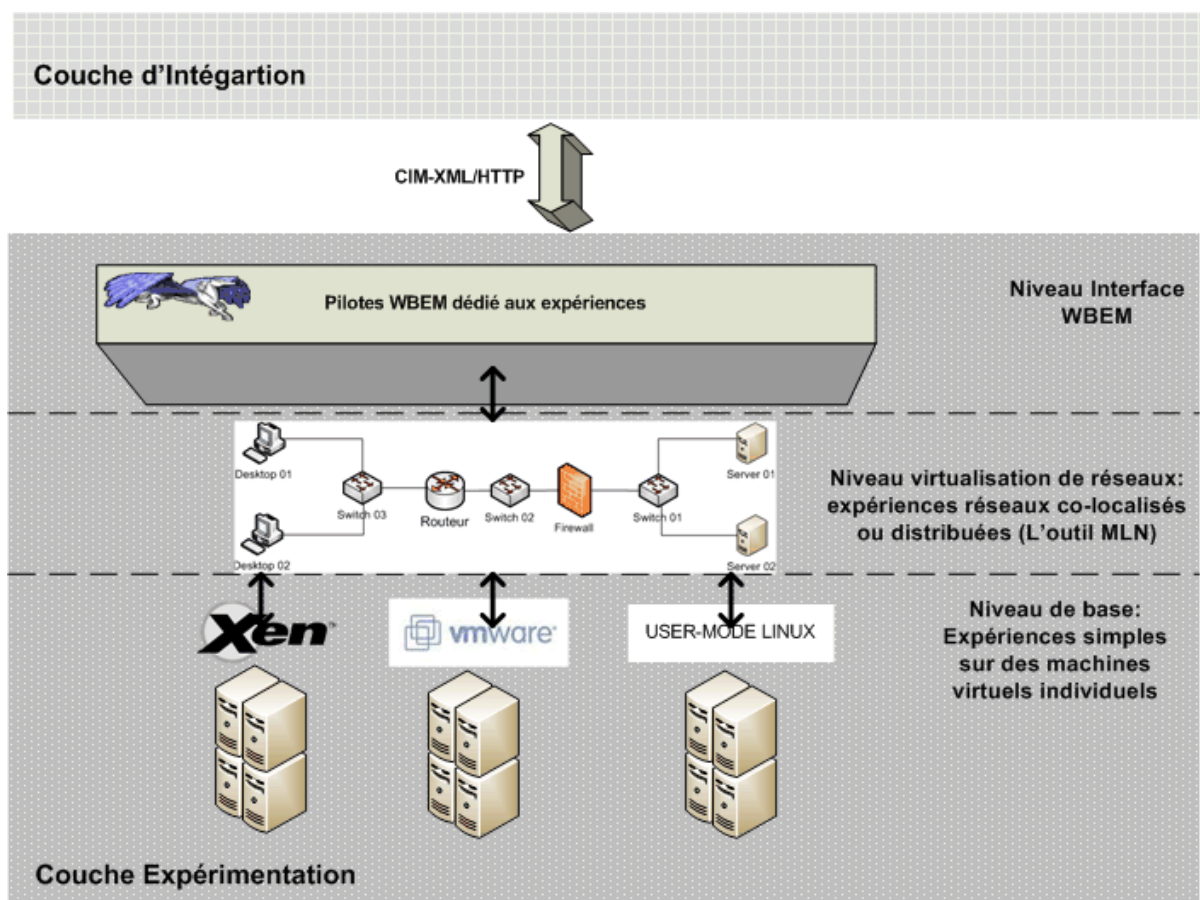 Couche d'Intégartion
CIM-XML/HTTP
Pilotes WBEM dédié aux expériences
Niveau Interface
WBEM
Desktop 01
Server 01
Switch 03
Routeur
Switch 02
Firewall
Switch 01
Desktop 02
Server 02
Niveau virtualisation de réseaux:
expériences réseaux co-localisés
ou distribuées (L'outil MLN)
Xen™
vmware®
USER-MODE LINUX
Niveau de base:
Expériences simples
sur des machines
virtuels individuels
Couche Expérimentation